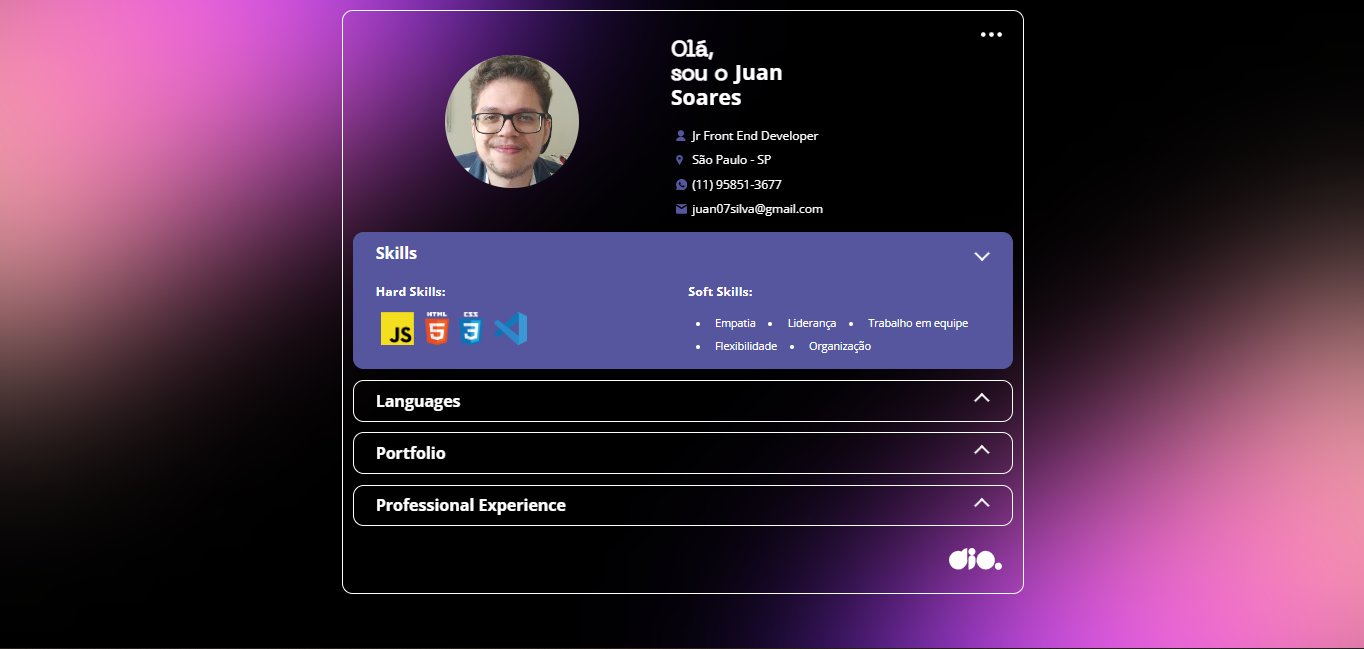 Olá,
sou o Juan
Soares
Jr Front End Developer
São Paulo - SP
(11) 95851-3677
juan07silva@gmail.com
Skills
Hard Skills:
JS HTML 5 CSS 3
Soft Skills:
• Empatia • Liderança • Trabalho em equipe
• Flexibilidade • Organização
Languages
Portfolio
Professional Experience
dio.